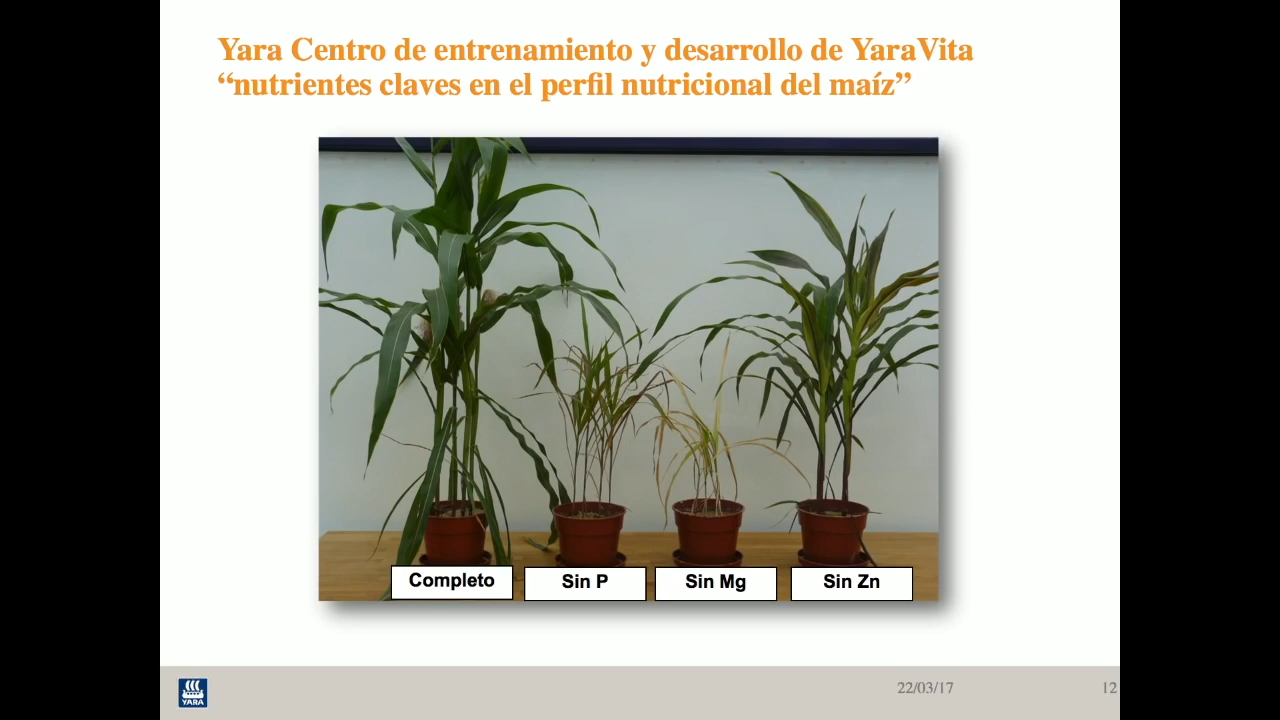 Yara Centro de entrenamiento y desarrollo de YaraVita
“nutrientes claves en el perfil nutricional del maíz”
Completo
Sin P
Sin Mg
Sin Zn
YARA
22/03/17
12